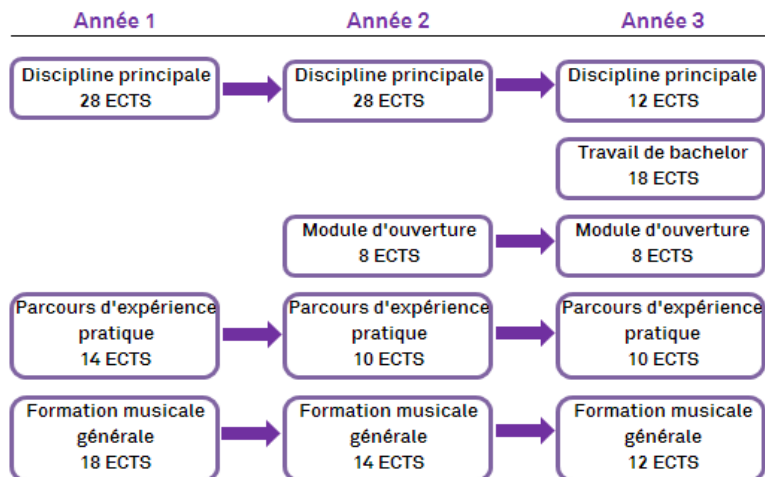 Année 1
Année 2
Année 3
Discipline principale
28 ECTS
Discipline principale
28 ECTS
Discipline principale
12 ECTS
Travail de bachelor
18 ECTS
Module d'ouverture
8 ECTS
Module d'ouverture
8 ECTS
Parcours d'expérience
pratique
14 ECTS
Parcours d'expérience
pratique
10 ECTS
Parcours d'expérience
pratique
10 ECTS
Formation musicale
générale
18 ECTS
Formation musicale
générale
14 ECTS
Formation musicale
générale
12 ECTS